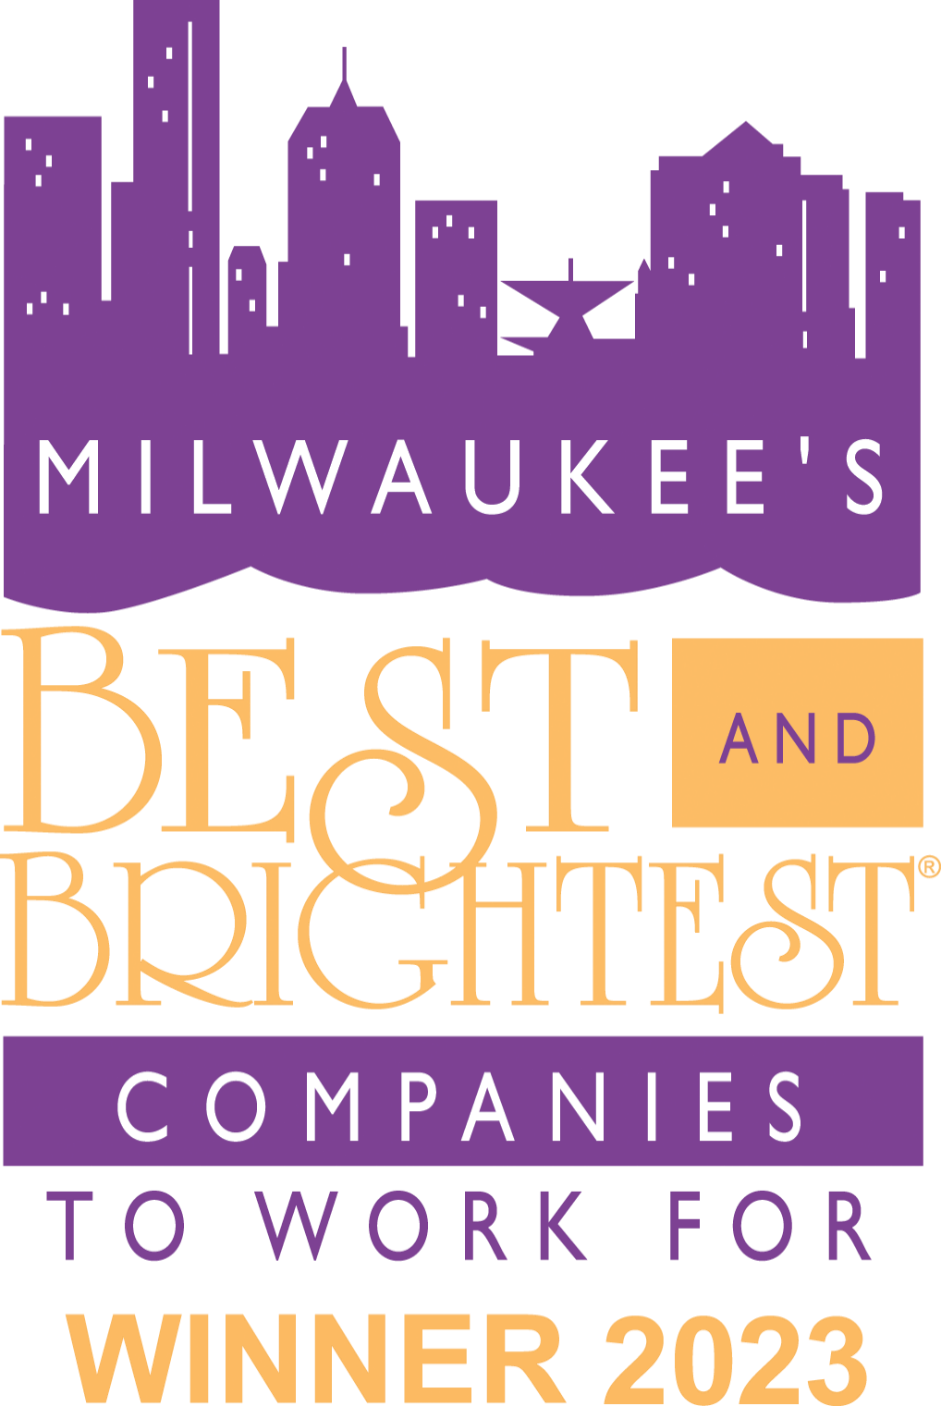 MILWAUKEE'S
BEST AND
BRIGHTEST®
COMPANIES
TO WORK FOR
WINNER 2023